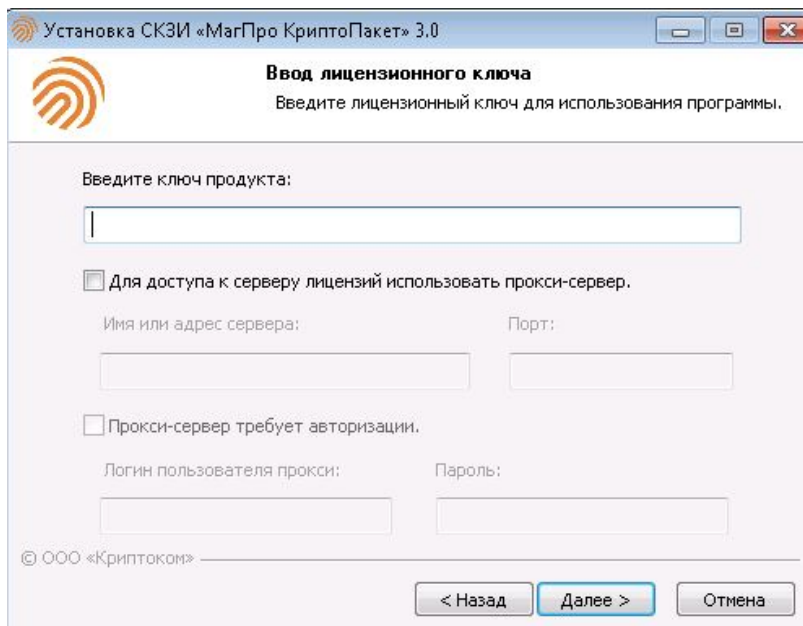 Установка СКЗИ «МагПро КриптоПакет» 3.0
Ввод лицензионного ключа
Введите лицензионный ключ для использования программы.
Введите ключ продукта:
Для доступа к серверу лицензий использовать прокси-сервер.
Имя или адрес сервера: Порт:
Прокси-сервер требует авторизации.
Логин пользователя прокси: Пароль:
© ООО «Криптоком»
< Назад Далее > Отмена